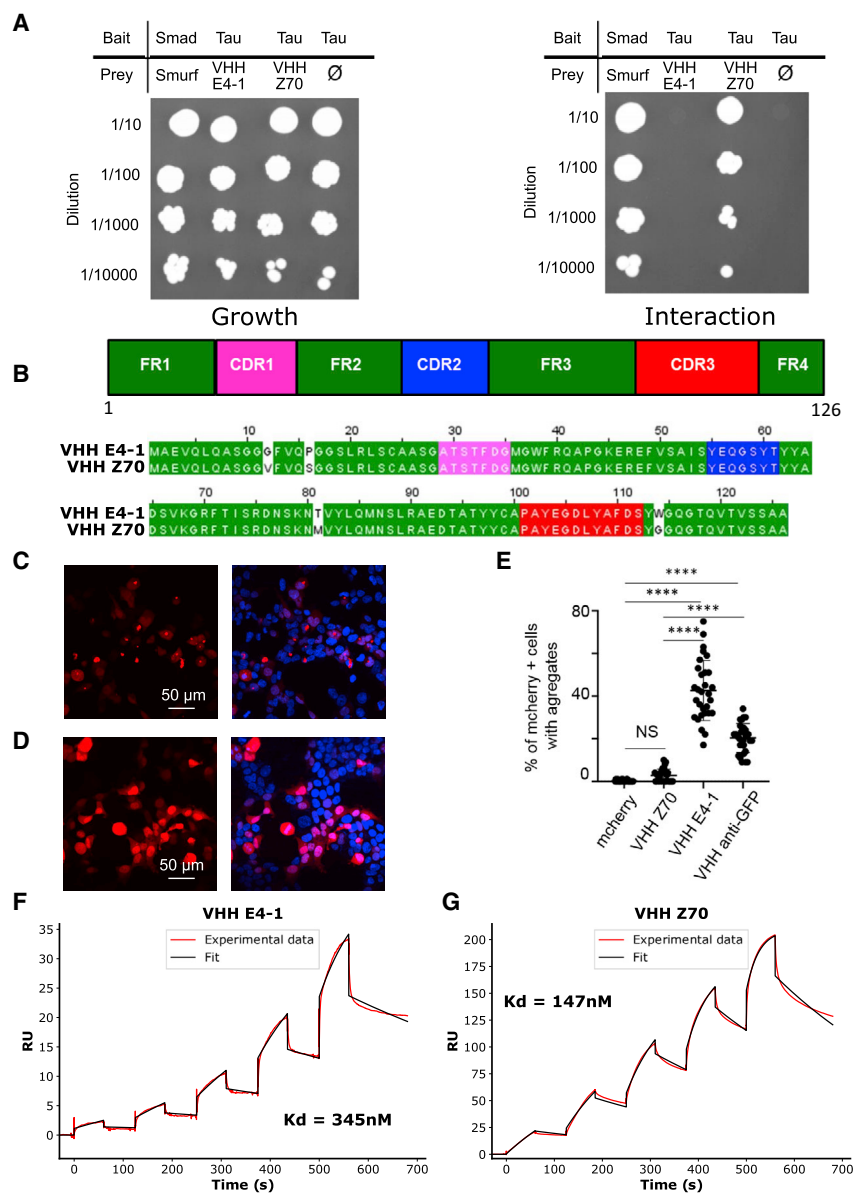 A
Bait Smad Tau Tau Tau
Prey Smurf VHH E4-1 VHH Z70 Ø
Dilution
1/10
1/100
1/1000
1/10000
Growth
Bait Smad Tau Tau Tau
Prey Smurf VHH E4-1 VHH Z70 Ø
Dilution
1/10
1/100
1/1000
1/10000
Interaction
B
FR1 CDR1 FR2 CDR2 FR3 CDR3 FR4
1 126
10 20 30 40 50 60
VHH E4-1 MAEVQLQASGGGFVQPGGSLRLSCAASGATSTFDGMGWFRQAPGKEREFVSAISYEQGSYTYYA
VHH Z70 MAEVQLQASGGVFVQSGGSLRLSCAASGATSTFDGMGWFRQAPGKEREFVSAISYEQGSYTYYA
70 80 90 100 110 120
VHH E4-1 DSVKGRFTISRDNSKNTVYLQMNSLRAEDTATYYCAPAYEGDLYAFDSYWGQGTQVTVSSAA
VHH Z70 DSVKGRFTISRDNSKNMVYLQMNSLRAEDTATYYCAPAYEGDLYAFDSYGGQGTQVTVSSAA
C
50 µm
D
50 µm
E
% of mcherry + cells
with agregates
80
40
0
****
****
****
****
NS
mcherry
VHH Z70
VHH E4-1
VHH anti-GFP
F
VHH E4-1
Experimental data
Fit
Kd = 345nM
RU
35
30
25
20
15
10
5
0
0 100 200 300 400 500 600 700
Time (s)
G
VHH Z70
Experimental data
Fit
Kd = 147nM
RU
200
175
150
125
100
75
50
25
0
0 100 200 300 400 500 600 700
Time (s)